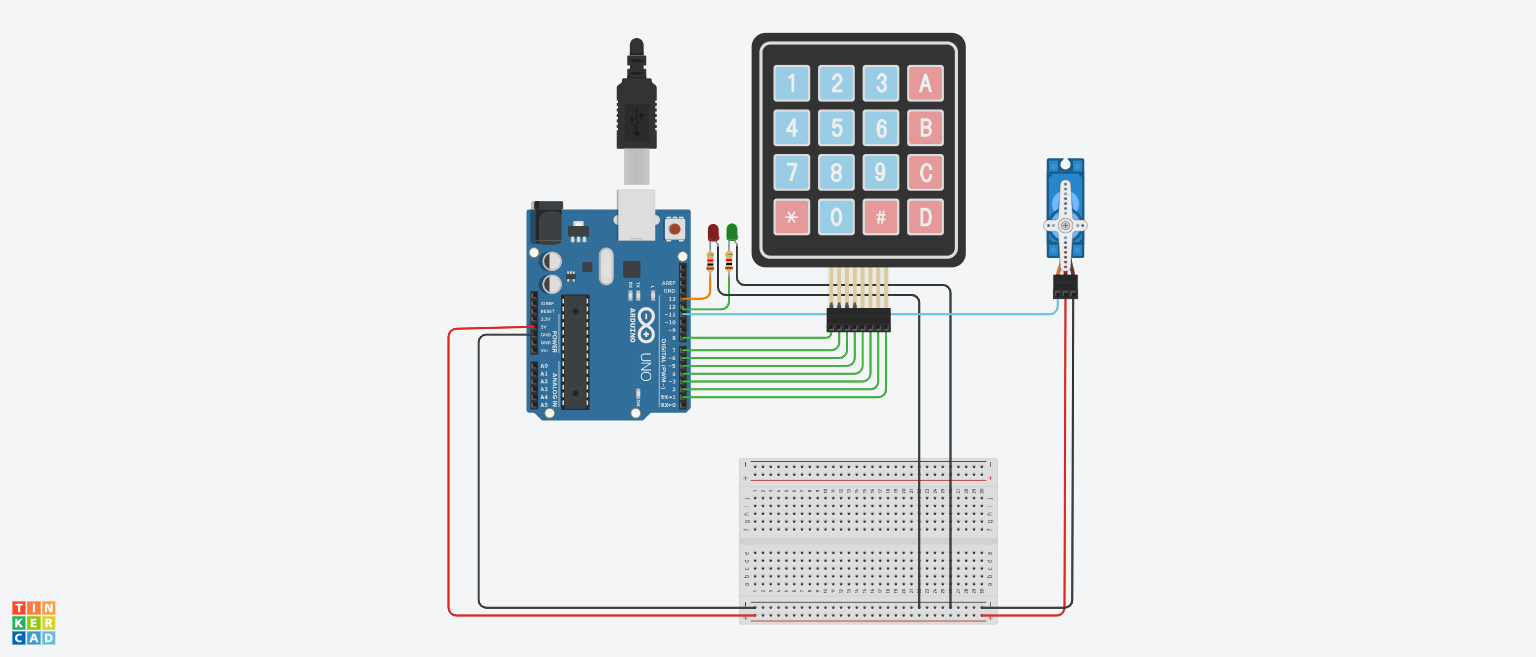 1 2 3 A
4 5 6 B
7 8 9 C
* 0 # D
AREF
GND
13
12
~11
~10
~9
8
7
~6
~5
4
~3
2
TX→1
RX←0
DIGITAL (PWM~)
IOREF
RESET
3.3V
5V
GND
GND
Vin
POWER
A0
A1
A2
A3
A4
A5
ANALOG IN
RX
TX
L
ON
ARDUINO
UNO
TIN
KER
CAD